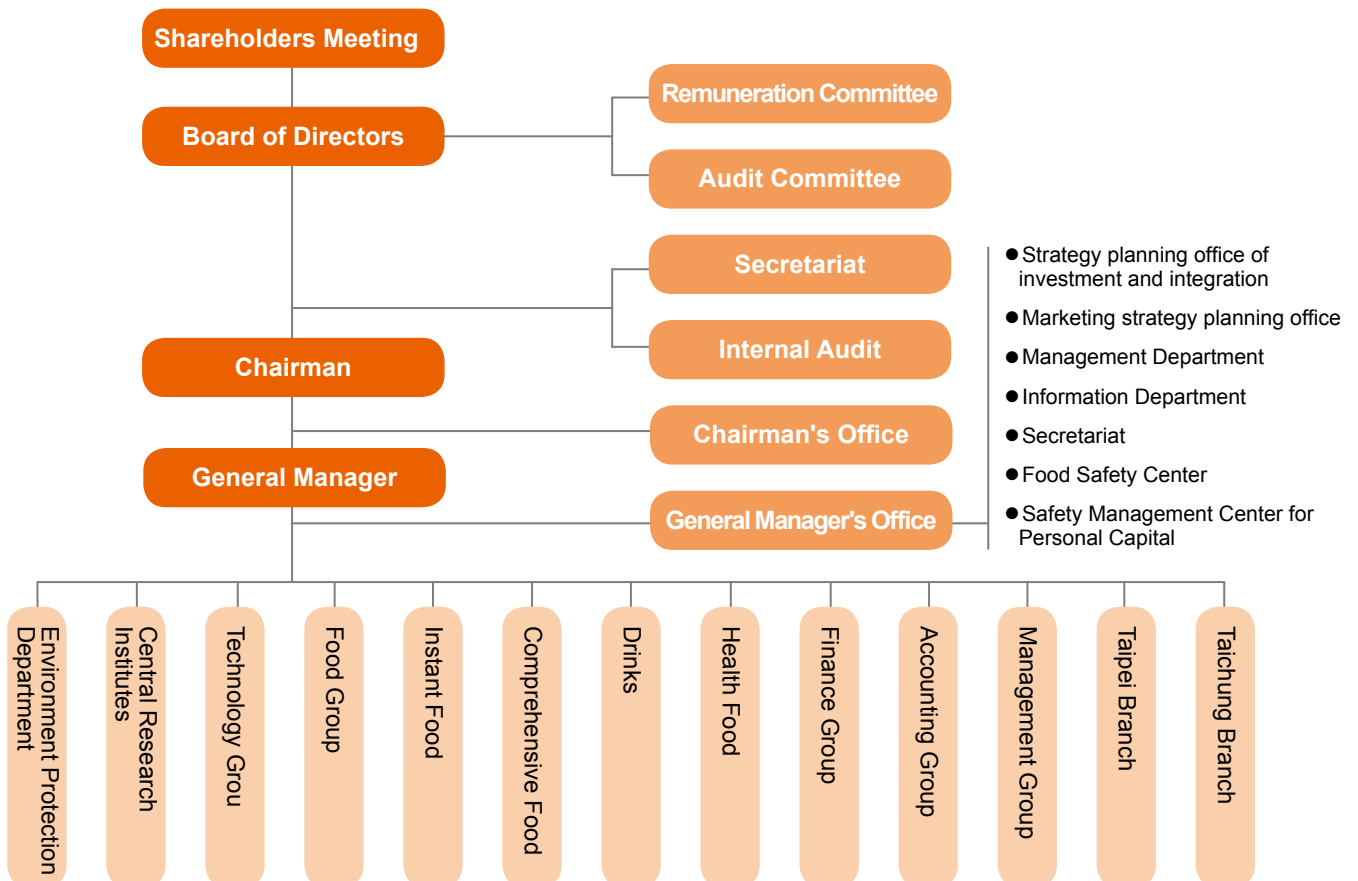 Shareholders Meeting
Board of Directors
Remuneration Committee
Audit Committee
Secretariat
Internal Audit
Chairman
Chairman's Office
General Manager
General Manager's Office
● Strategy planning office of
investment and integration
● Marketing strategy planning office
● Management Department
● Information Department
● Secretariat
● Food Safety Center
● Safety Management Center for
Personal Capital
Environment Protection
Department
Central Research
Institutes
Technology Grou
Food Group
Instant Food
Comprehensive Food
Drinks
Health Food
Finance Group
Accounting Group
Management Group
Taipei Branch
Taichung Branch